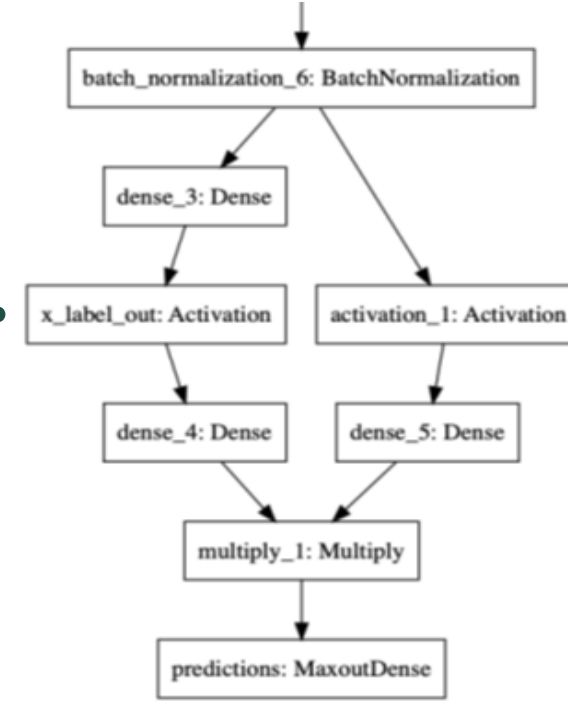 batch_normalization_6: BatchNormalization
dense_3: Dense
x_label_out: Activation
activation_1: Activation
dense_4: Dense
dense_5: Dense
multiply_1: Multiply
predictions: MaxoutDense